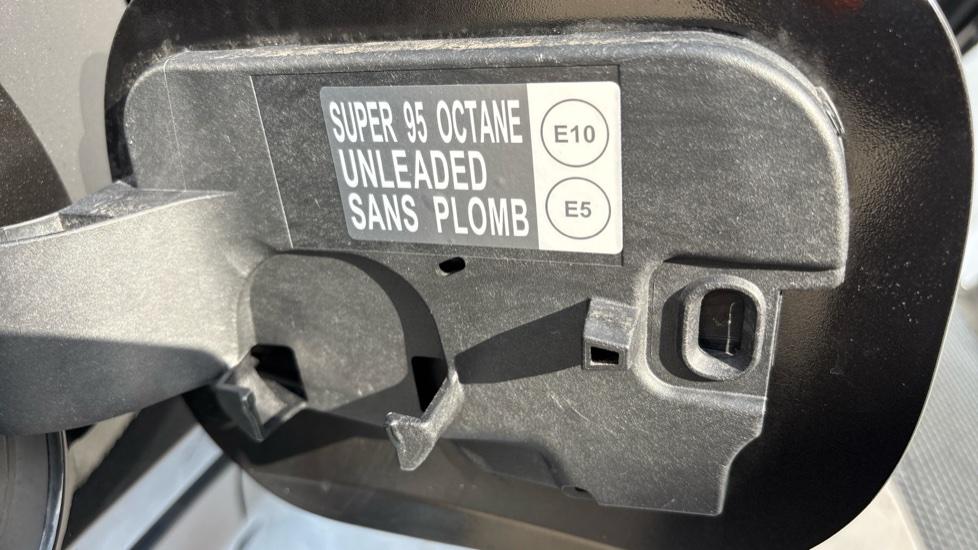 SUPER 95 OCTANE
UNLEADED
SANS PLOMB
E10
E5